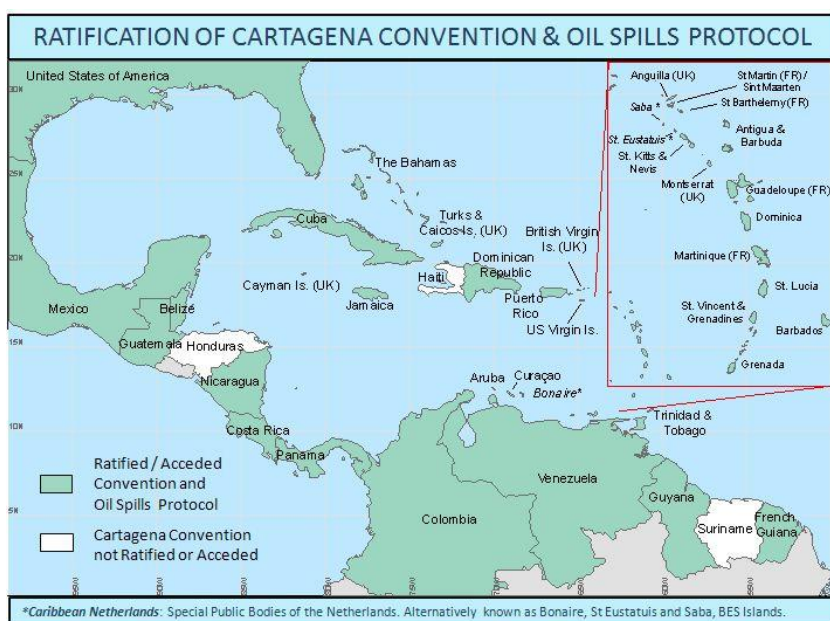 RATIFICATION OF CARTAGENA CONVENTION & OIL SPILLS PROTOCOL
United States of America
Anguilla (UK)
St Martin (FR) /
Sint Maarten
Saba *
St Barthelemy (FR)
St. Eustatuis *
Antigua &
Barbuda
St. Kitts &
Nevis
Montserrat
(UK)
Guadeloupe (FR)
Dominica
Martinique (FR)
St. Lucia
St. Vincent &
Grenadines
Barbados
Grenada
30N
25N
20N
15N
10N
5N
The Bahamas
Cuba
Turks &
Caicos Is. (UK)
British Virgin
Is. (UK)
Dominican
Republic
Haiti
Cayman Is. (UK)
Jamaica
Puerto
Rico
US Virgin Is.
Mexico
Belize
Guatemala
Honduras
Nicaragua
Aruba
Curaçao
Bonaire*
Costa Rica
Panama
Trinidad &
Tobago
Venezuela
Guyana
Colombia
Suriname
French
Guiana
Ratified / Acceded
Convention and
Oil Spills Protocol
Cartagena Convention
not Ratified or Acceded
*Caribbean Netherlands: Special Public Bodies of the Netherlands. Alternatively known as Bonaire, St Eustatuis and Saba, BES Islands.